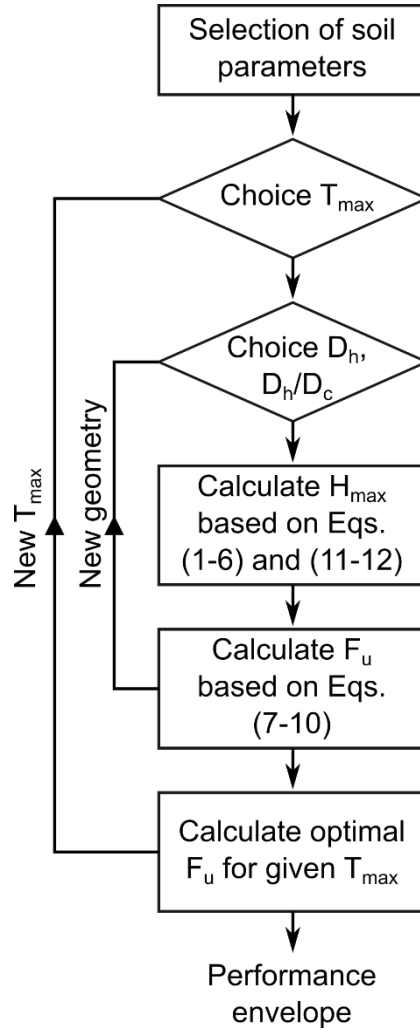 Selection of soil
parameters
Choice T_max
Choice D_h,
D_h/D_c
New T_max
New geometry
Calculate H_max
based on Eqs.
(1-6) and (11-12)
Calculate F_u
based on Eqs.
(7-10)
Calculate optimal
F_u for given T_max
Performance
envelope